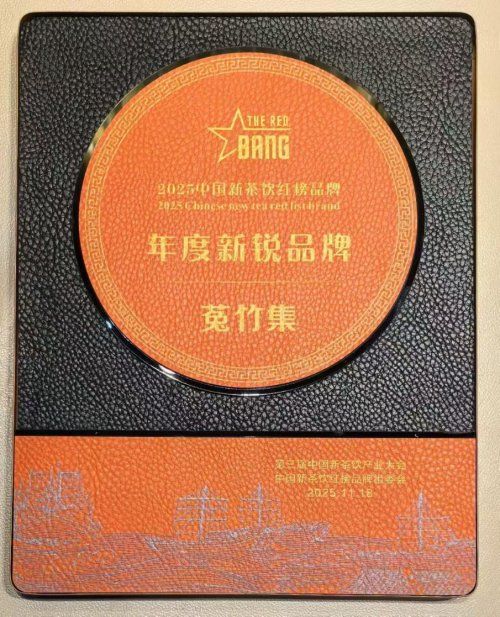 THE RED
BANG
2025中国新茶饮红榜品牌
2025 Chinese new tea red list brand
年度新锐品牌
菟竹集
第三届中国新茶饮产业大会
中国新茶饮红榜品牌组委会
2025.11.18